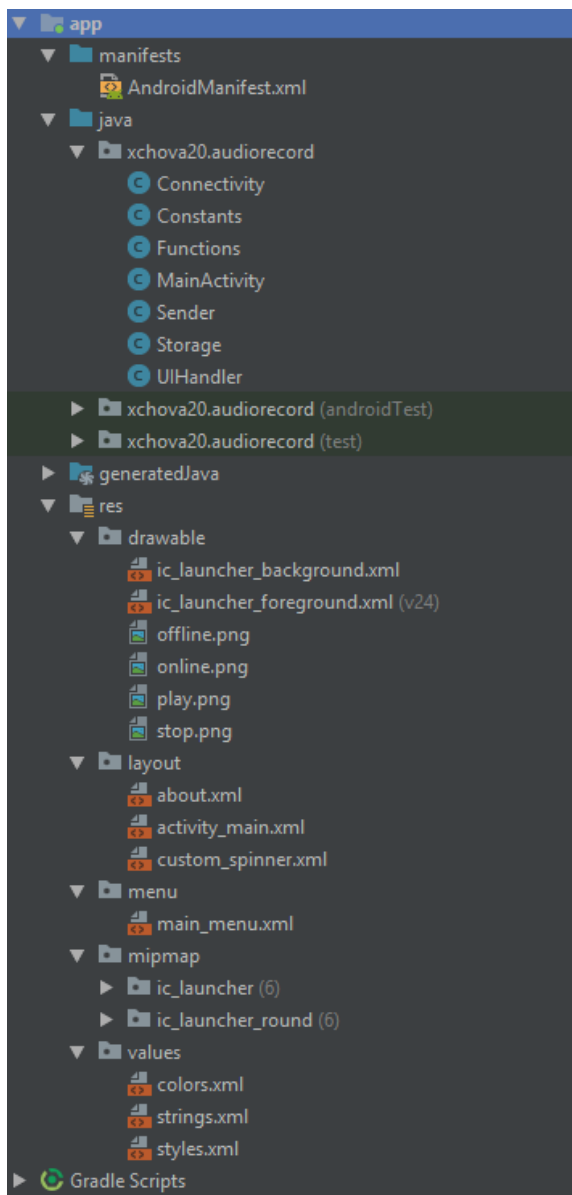 app
manifests
AndroidManifest.xml
java
xchova20.audiorecord
Connectivity
Constants
Functions
MainActivity
Sender
Storage
UIHandler
xchova20.audiorecord (androidTest)
xchova20.audiorecord (test)
generatedJava
res
drawable
ic_launcher_background.xml
ic_launcher_foreground.xml (v24)
offline.png
online.png
play.png
stop.png
layout
about.xml
activity_main.xml
custom_spinner.xml
menu
main_menu.xml
mipmap
ic_launcher (6)
ic_launcher_round (6)
values
colors.xml
strings.xml
styles.xml
Gradle Scripts